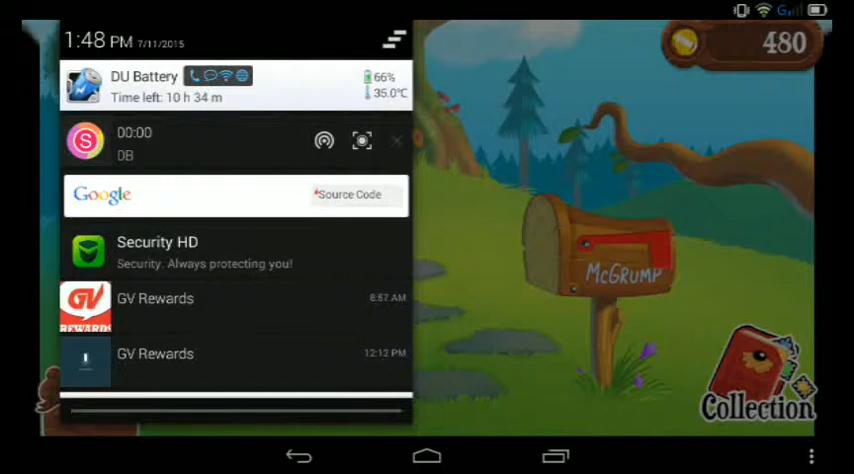 G
480
1:48 PM 7/11/2015
DU Battery
66%
Time left: 10 h 34 m
35.0℃
S
00:00
0B
Google
*Source Code
Security HD
Security. Always protecting you!
GV
REWARDS
GV Rewards
8:57 AM
GV Rewards
12:12 PM
McGRUMP
Collection